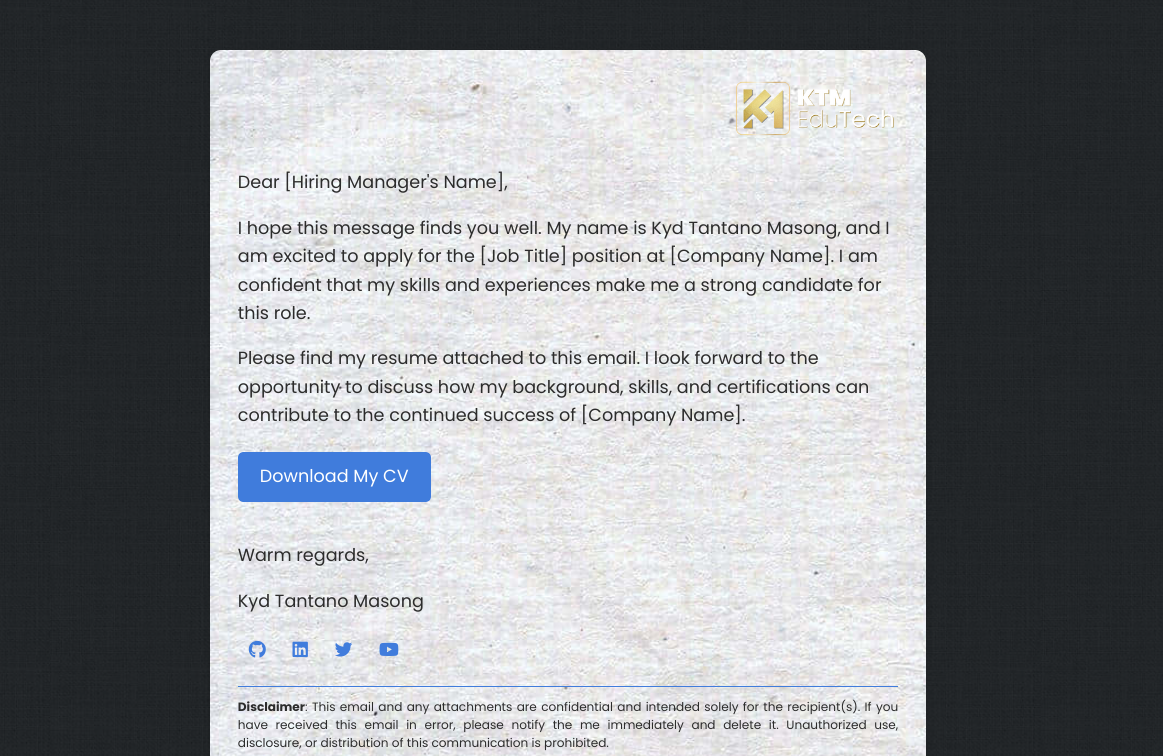 KTM
EduTech
Dear [Hiring Manager's Name],
I hope this message finds you well. My name is Kyd Tantano Masong, and I
am excited to apply for the [Job Title] position at [Company Name]. I am
confident that my skills and experiences make me a strong candidate for
this role.
Please find my resume attached to this email. I look forward to the
opportunity to discuss how my background, skills, and certifications can
contribute to the continued success of [Company Name].
Download My CV
Warm regards,
Kyd Tantano Masong
Disclaimer: This email and any attachments are confidential and intended solely for the recipient(s). If you
have received this email in error, please notify the me immediately and delete it. Unauthorized use,
disclosure, or distribution of this communication is prohibited.